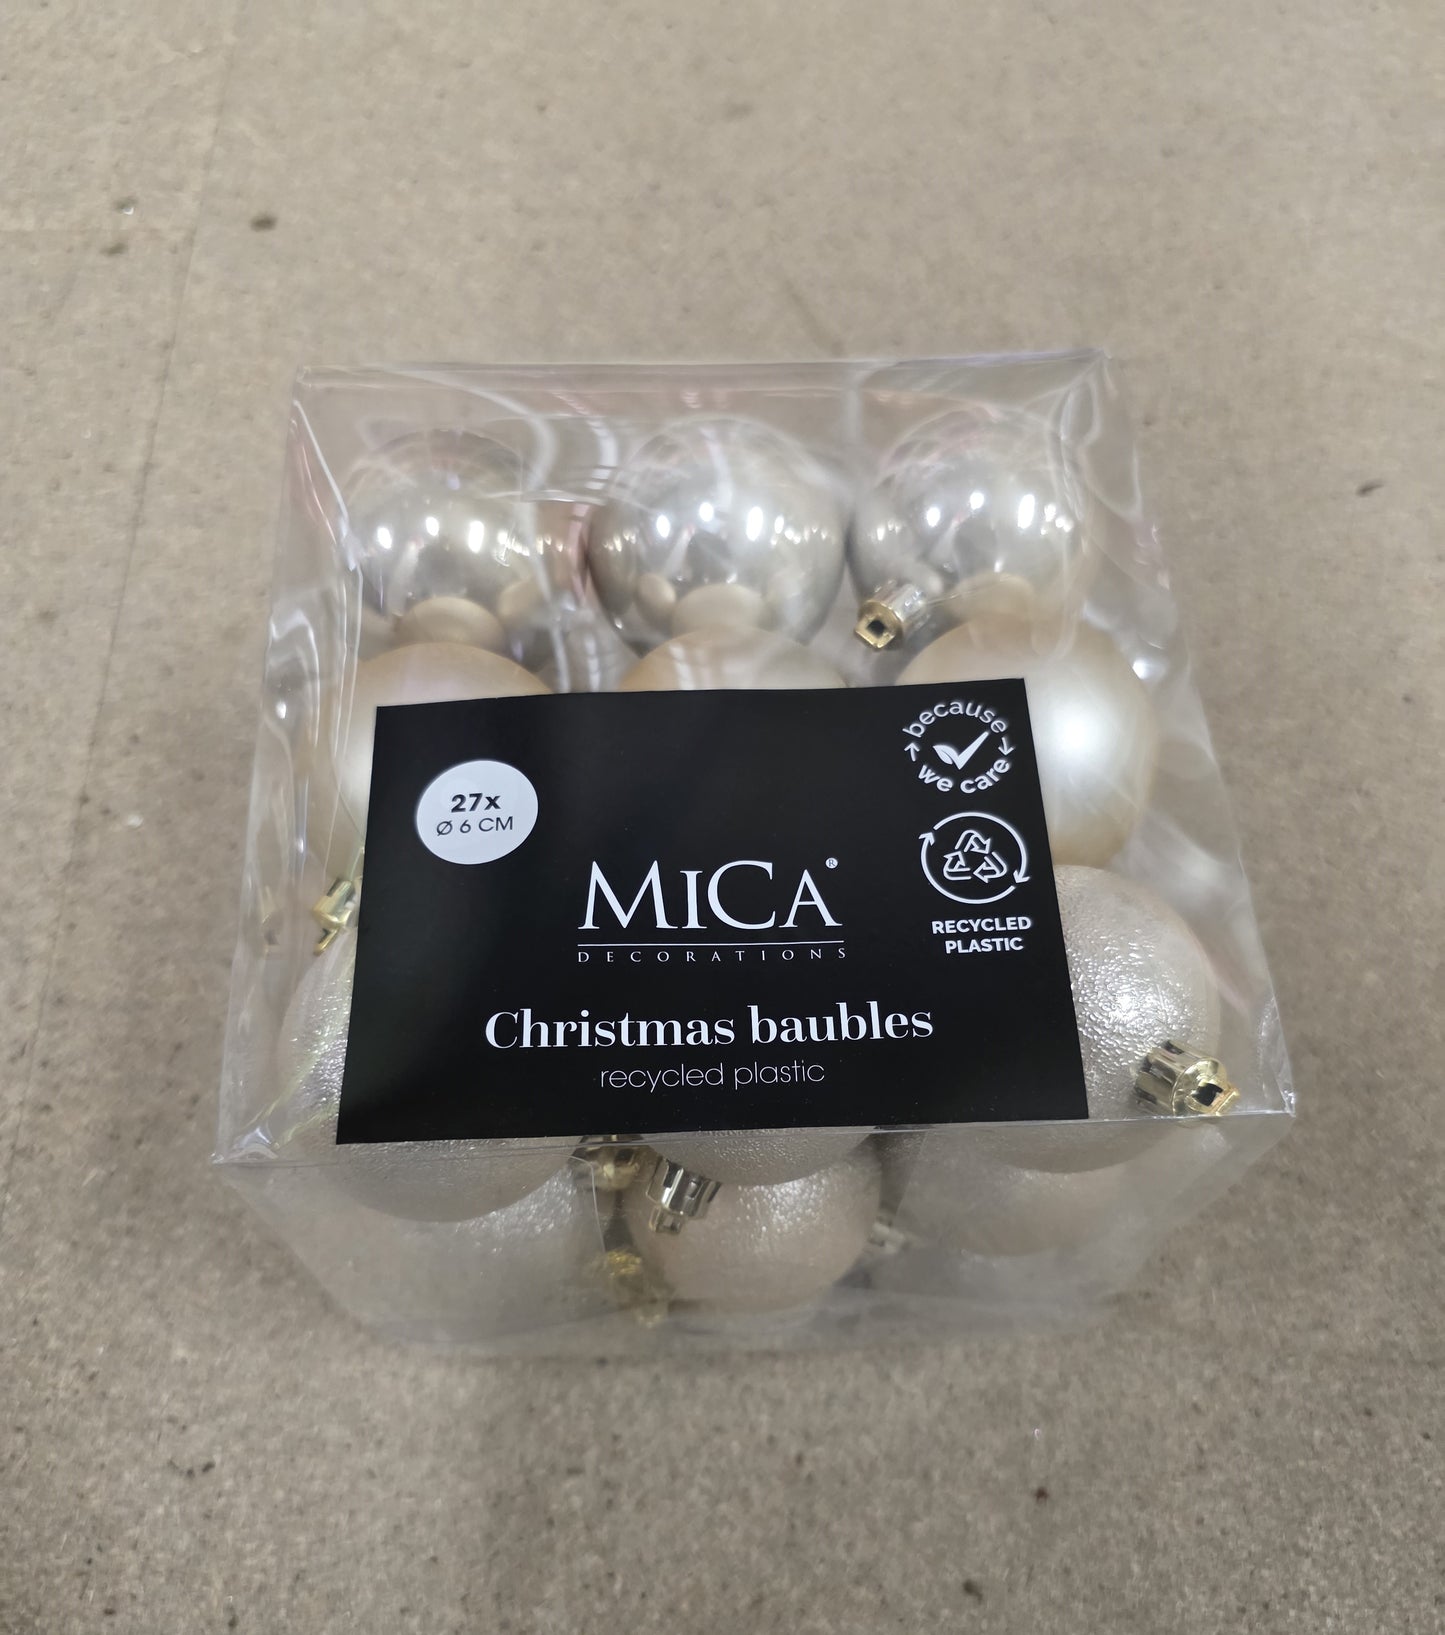 because
we care
27x
Ø 6 CM
MICA®
DECORATIONS
RECYCLED
PLASTIC
Christmas baubles
recycled plastic